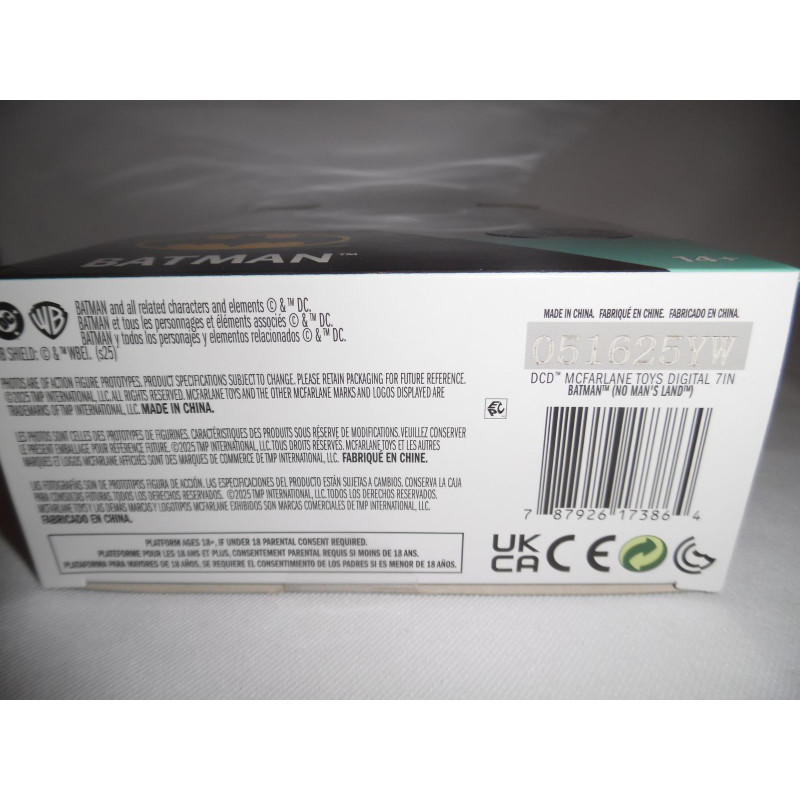 BATMAN™
14+
DC
WB
BATMAN and all related characters and elements © & ™ DC.
BATMAN et tous les personnages et éléments associés © & ™ DC.
BATMAN y todos los personajes y elementos relacionados © & ™ DC.
B SHIELD: © & ™ WBEI. (s25)
PHOTOS ARE OF ACTION FIGURE PROTOTYPES. PRODUCT SPECIFICATIONS SUBJECT TO CHANGE. PLEASE RETAIN PACKAGING FOR FUTURE REFERENCE.
©2025 TMP INTERNATIONAL, LLC. ALL RIGHTS RESERVED. MCFARLANE TOYS AND THE OTHER MCFARLANE MARKS AND LOGOS DISPLAYED ARE
TRADEMARKS OF TMP INTERNATIONAL, LLC. MADE IN CHINA.
LES PHOTOS SONT CELLES DES PROTOTYPES DE FIGURINES. CARACTÉRISTIQUES DES PRODUITS SOUS RÉSERVE DE MODIFICATIONS. VEUILLEZ CONSERVER
LE PRÉSENT EMBALLAGE POUR RÉFÉRENCE FUTURE. ©2025 TMP INTERNATIONAL, LLC. TOUS DROITS RÉSERVÉS. MCFARLANE TOYS ET LES AUTRES
MARQUES ET LOGOS MCFARLANE AFFICHÉS SONT DES MARQUES DE COMMERCE DE TMP INTERNATIONAL, LLC. FABRIQUÉ EN CHINE.
LAS FOTOGRAFÍAS SON DE PROTOTIPOS FIGURA DE ACCIÓN. LAS ESPECIFICACIONES DEL PRODUCTO ESTÁN SUJETAS A CAMBIOS. CONSERVE LA CAJA
PARA CONSULTAS FUTURAS. TODOS LOS DERECHOS RESERVADOS. ©2025 TMP INTERNATIONAL, LLC. TODOS LOS DERECHOS RESERVADOS.
MCFARLANE TOYS Y LAS DEMÁS MARCAS Y LOGOTIPOS MCFARLANE EXHIBIDOS SON MARCAS COMERCIALES DE TMP INTERNATIONAL, LLC.
FABRICADO EN CHINA.
PLATFORM AGES 18+, IF UNDER 18 PARENTAL CONSENT REQUIRED.
PLATEFORME POUR LES 18 ANS ET PLUS, CONSENTEMENT PARENTAL REQUIS SI MOINS DE 18 ANS.
PLATAFORMA PARA MAYORES DE 18 AÑOS. SE REQUIERE EL CONSENTIMIENTO DE LOS PADRES SI ES MENOR DE 18 AÑOS.
MADE IN CHINA. FABRIQUÉ EN CHINE. FABRICADO EN CHINA.
051625YW
DCD™ MCFARLANE TOYS DIGITAL 7IN
BATMAN™ (NO MAN'S LAND™)
7 87926 17386 4
UK
CA
CE